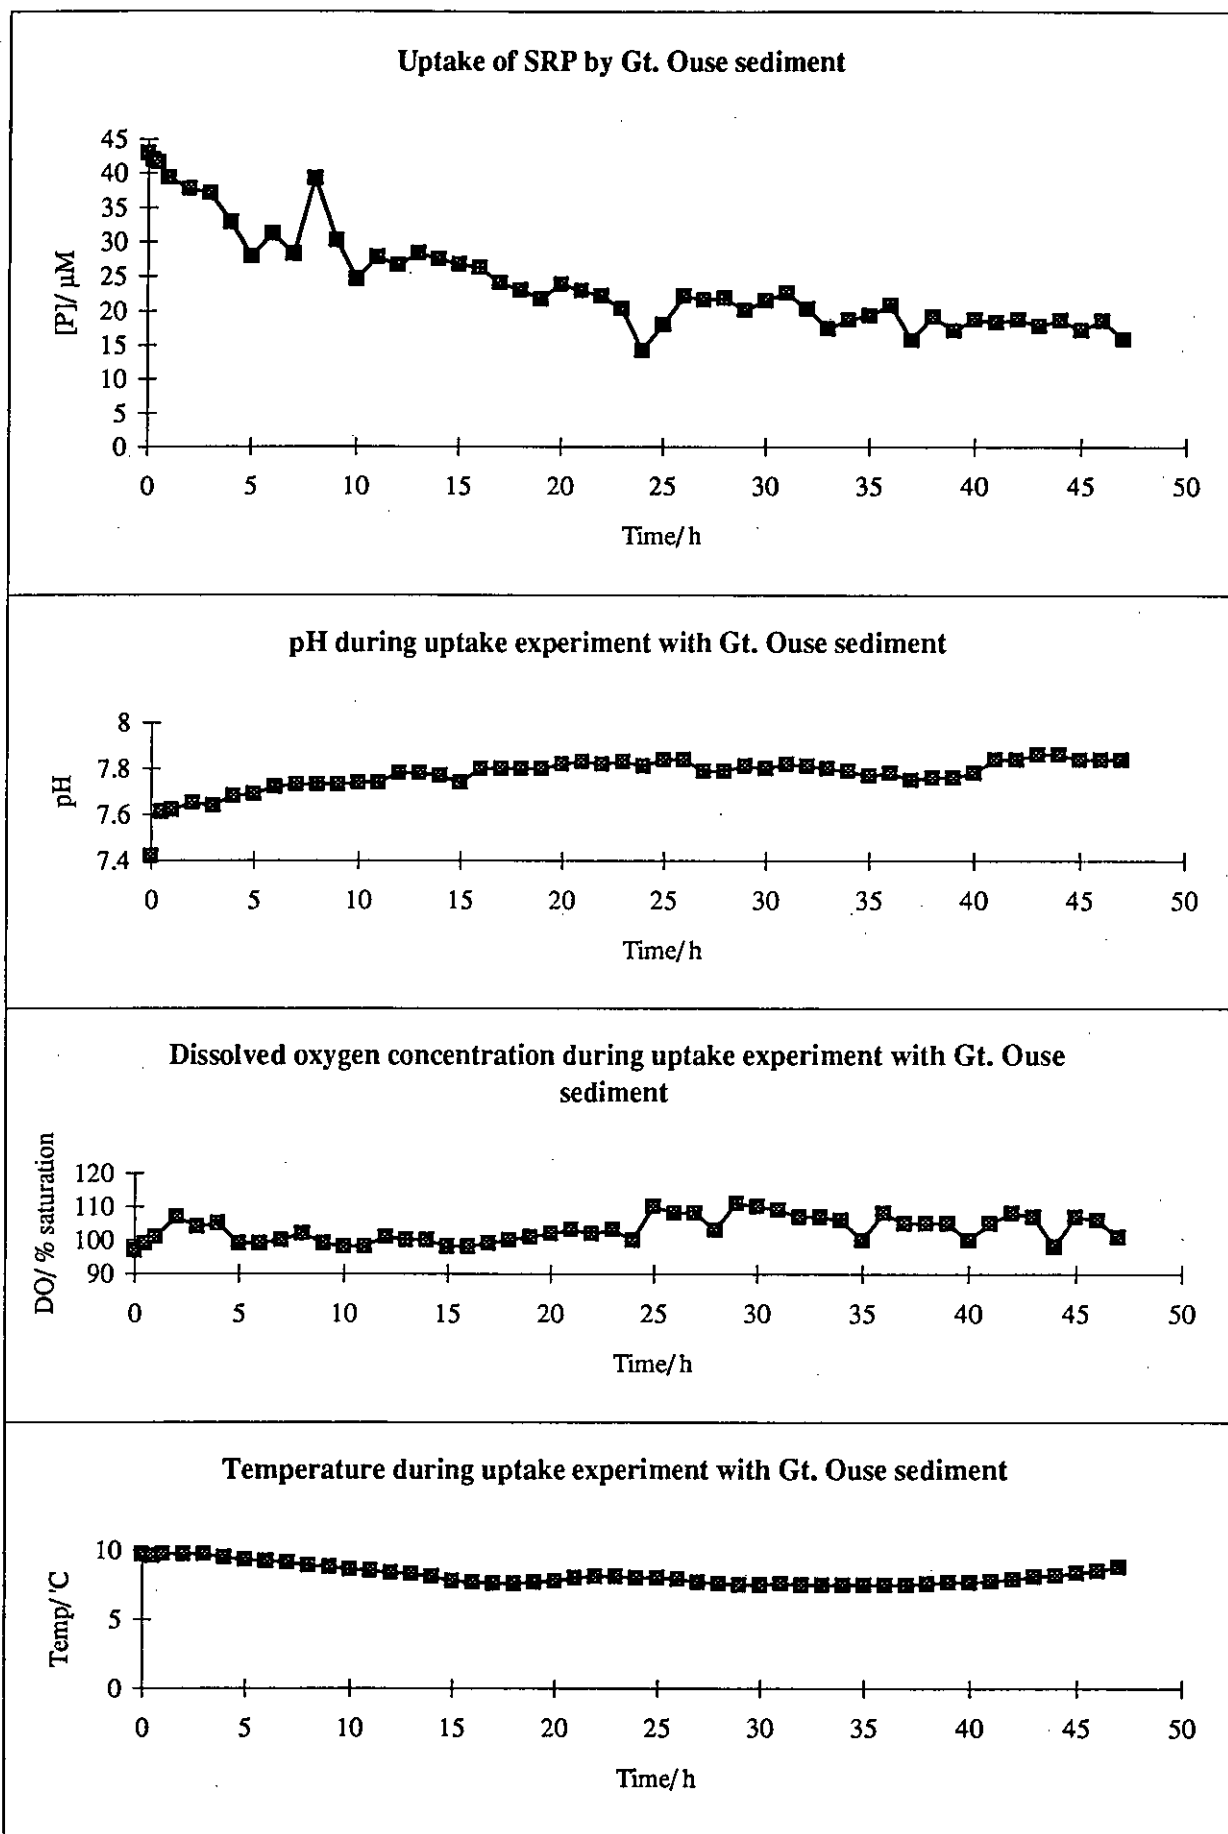 Uptake of SRP by Gt. Ouse sediment
45
40
35
30
25
20
15
10
5
0
[P]/ µM
0 5 10 15 20 25 30 35 40 45 50
Time/ h
pH during uptake experiment with Gt. Ouse sediment
8
7.8
7.6
7.4
pH
0 5 10 15 20 25 30 35 40 45 50
Time/ h
Dissolved oxygen concentration during uptake experiment with Gt. Ouse
sediment
120
110
100
90
DO/ % saturation
0 5 10 15 20 25 30 35 40 45 50
Time/ h
Temperature during uptake experiment with Gt. Ouse sediment
10
5
0
Temp/ 'C
0 5 10 15 20 25 30 35 40 45 50
Time/ h